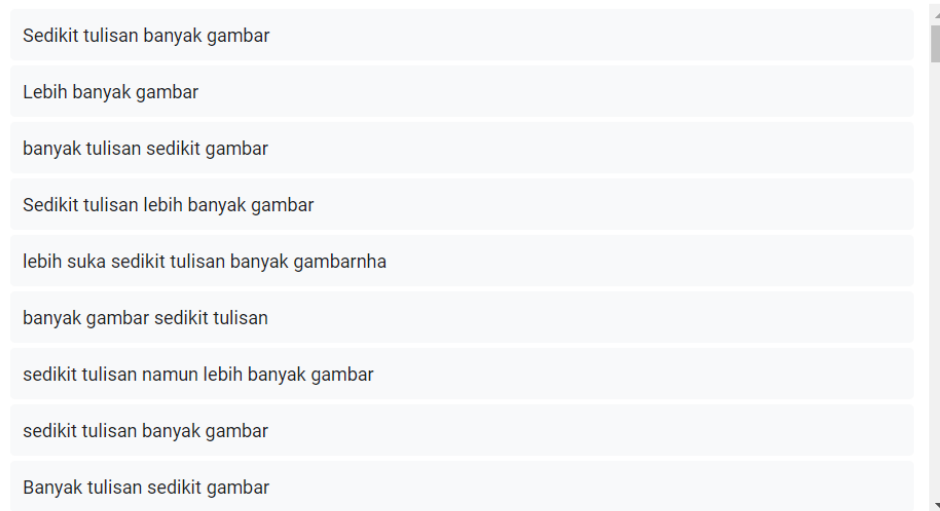 Sedikit tulisan banyak gambar
Lebih banyak gambar
banyak tulisan sedikit gambar
Sedikit tulisan lebih banyak gambar
lebih suka sedikit tulisan banyak gambarnha
banyak gambar sedikit tulisan
sedikit tulisan namun lebih banyak gambar
sedikit tulisan banyak gambar
Banyak tulisan sedikit gambar